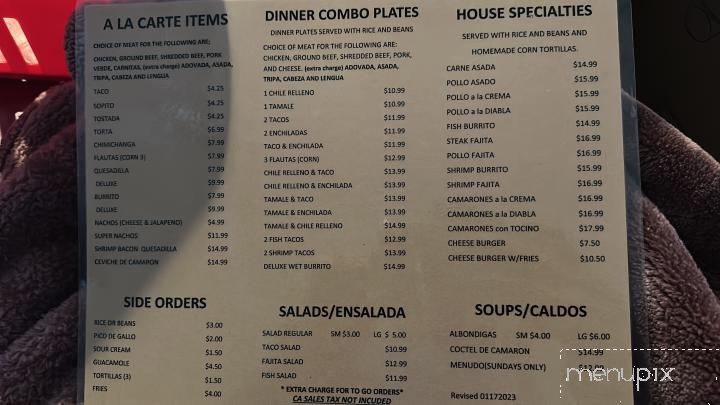 A LA CARTE ITEMS
CHOICE OF MEAT FOR THE FOLLOWING ARE;
CHICKEN, GROUND BEEF, SHREDDED BEEF, PORK
VERDE, CARNITAS, (extra charge) ADOVADA, ASADA,
TRIPA, CABEZA AND LENGUA
TACO $4.25
SOPITO $4.25
TOSTADA $4.25
TORTA $6.99
CHIMICHANGA $7.99
FLAUTAS (CORN 3) $7.99
QUESADILLA $7.99
DELUXE $9.99
BURRITO $7.99
DELUXE $9.99
NACHOS (CHEESE & JALAPENO) $4.99
SUPER NACHOS $11.99
SHRIMP BACON QUESADILLA $14.99
CEVICHE DE CAMARON $14.99
DINNER COMBO PLATES
DINNER PLATES SERVED WITH RICE AND BEANS
CHOICE OF MEAT FOR THE FOLLOWING ARE:
CHICKEN, GROUND BEEF, SHREDDED BEEF, PORK,
AND CHEESE. (extra charge) ADOVADA, ASADA,
TRIPA, CABEZA AND LENGUA
1 CHILE RELLENO $10.99
1 TAMALE $10.99
2 TACOS $11.99
2 ENCHILADAS $11.99
TACO & ENCHILADA $11.99
3 FLAUTAS (CORN) $12.99
CHILE RELLENO & TACO $13.99
CHILE RELLENO & ENCHILADA $13.99
TAMALE & TACO $13.99
TAMALE & ENCHILADA $13.99
TAMALE & CHILE RELLENO $14.99
2 FISH TACOS $12.99
2 SHRIMP TACOS $13.99
DELUXE WET BURRITO $14.99
HOUSE SPECIALTIES
SERVED WITH RICE AND BEANS AND
HOMEMADE CORN TORTILLAS.
CARNE ASADA $14.99
POLLO ASADO $15.99
POLLO a la CREMA $15.99
POLLO a la DIABLA $15.99
FISH BURRITO $14.99
STEAK FAJITA $16.99
POLLO FAJITA $16.99
SHRIMP BURRITO $15.99
SHRIMP FAJITA $16.99
CAMARONES a la CREMA $16.99
CAMARONES a la DIABLA $16.99
CAMARONES con TOCINO $17.99
CHEESE BURGER $7.50
CHEESE BURGER W/FRIES $10.50
SIDE ORDERS
RICE OR BEANS $3.00
PICO DE GALLO $2.00
SOUR CREAM $1.50
GUACAMOLE $4.50
TORTILLAS (3) $1.50
FRIES $4.00
SALADS/ENSALADA
SALAD REGULAR SM $3.00 LG $ 5.00
TACO SALAD $10.99
FAJITA SALAD $12.99
FISH SALAD $11.99
* EXTRA CHARGE FOR TO GO ORDERS*
CA SALES TAX NOT INCLUDED
SOUPS/CALDOS
ALBONDIGAS SM $4.00 LG $6.00
COCTEL DE CAMARON $14.99
MENUDO(SUNDAYS ONLY)
Revised 01172023
menupix